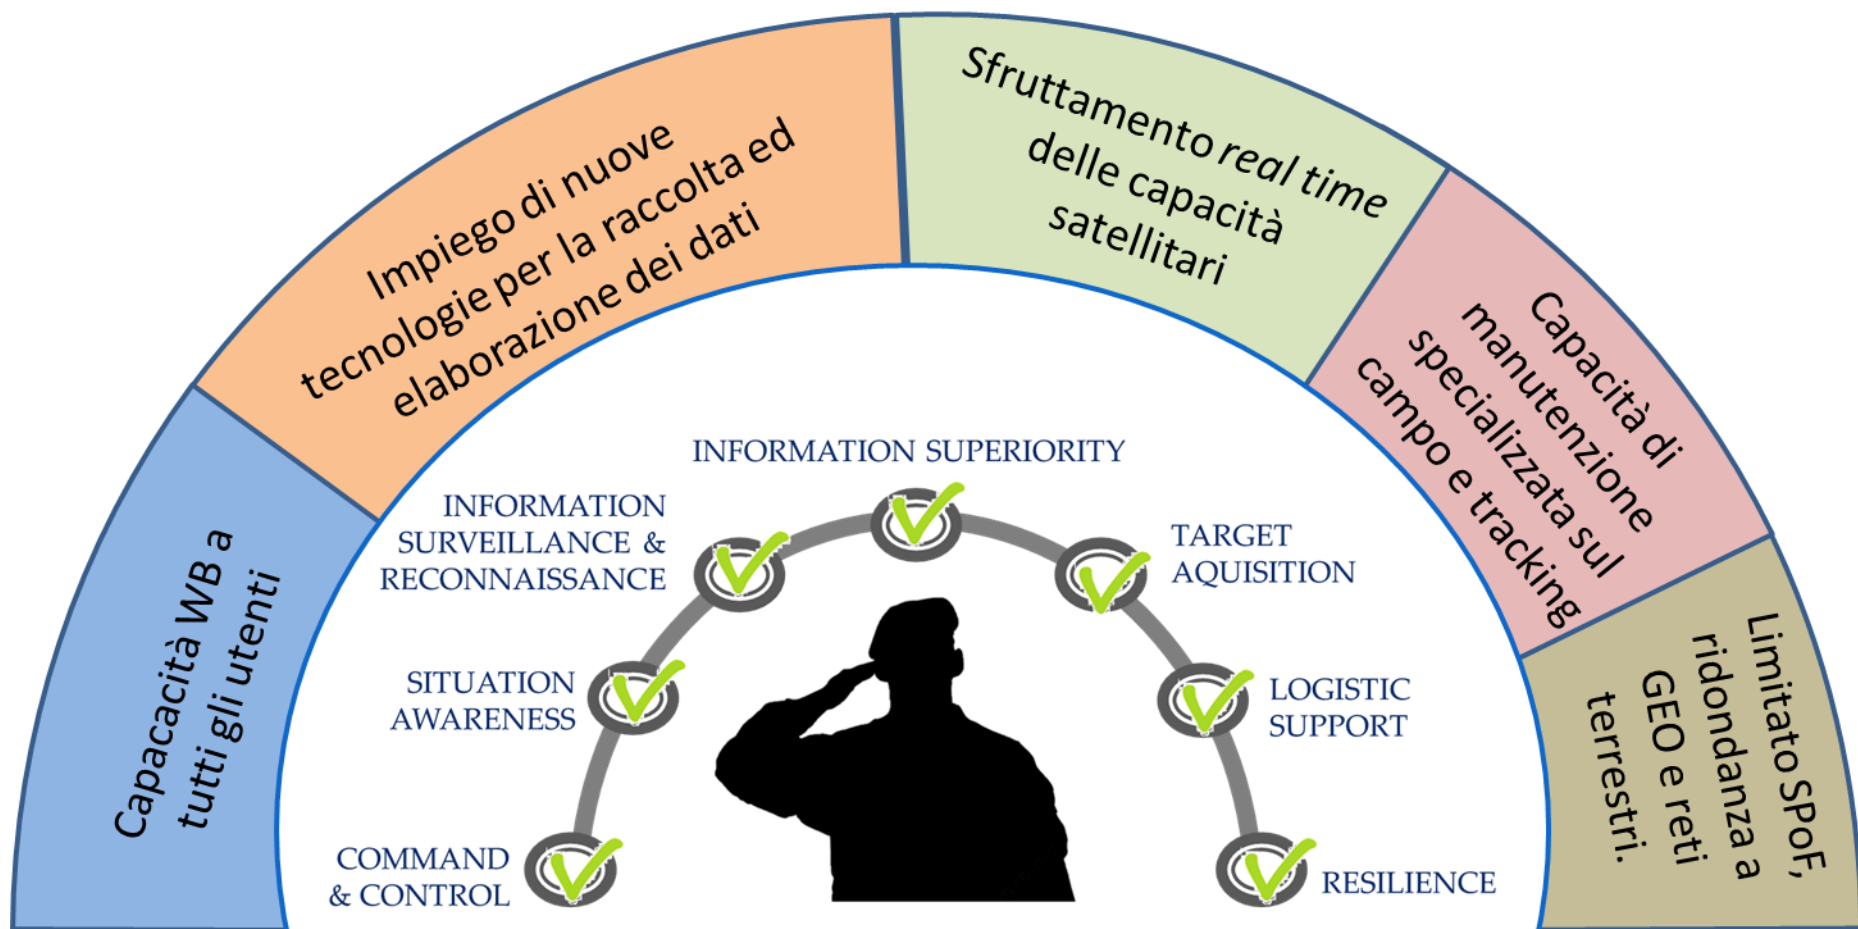 Capacacità WB a
tutti gli utenti
Impiego di nuove
tecnologie per la raccolta ed
elaborazione dei dati
Sfruttamento real time
delle capacità
satellitari
Capacità di
manutenzione
specializzata sul
campo e tracking
Limitato SPoF,
ridondanza a
GEO e reti
terrestri.
COMMAND
& CONTROL
SITUATION
AWARENESS
INFORMATION
SURVEILLANCE &
RECONNAISSANCE
INFORMATION SUPERIORITY
TARGET
AQUISITION
LOGISTIC
SUPPORT
RESILIENCE